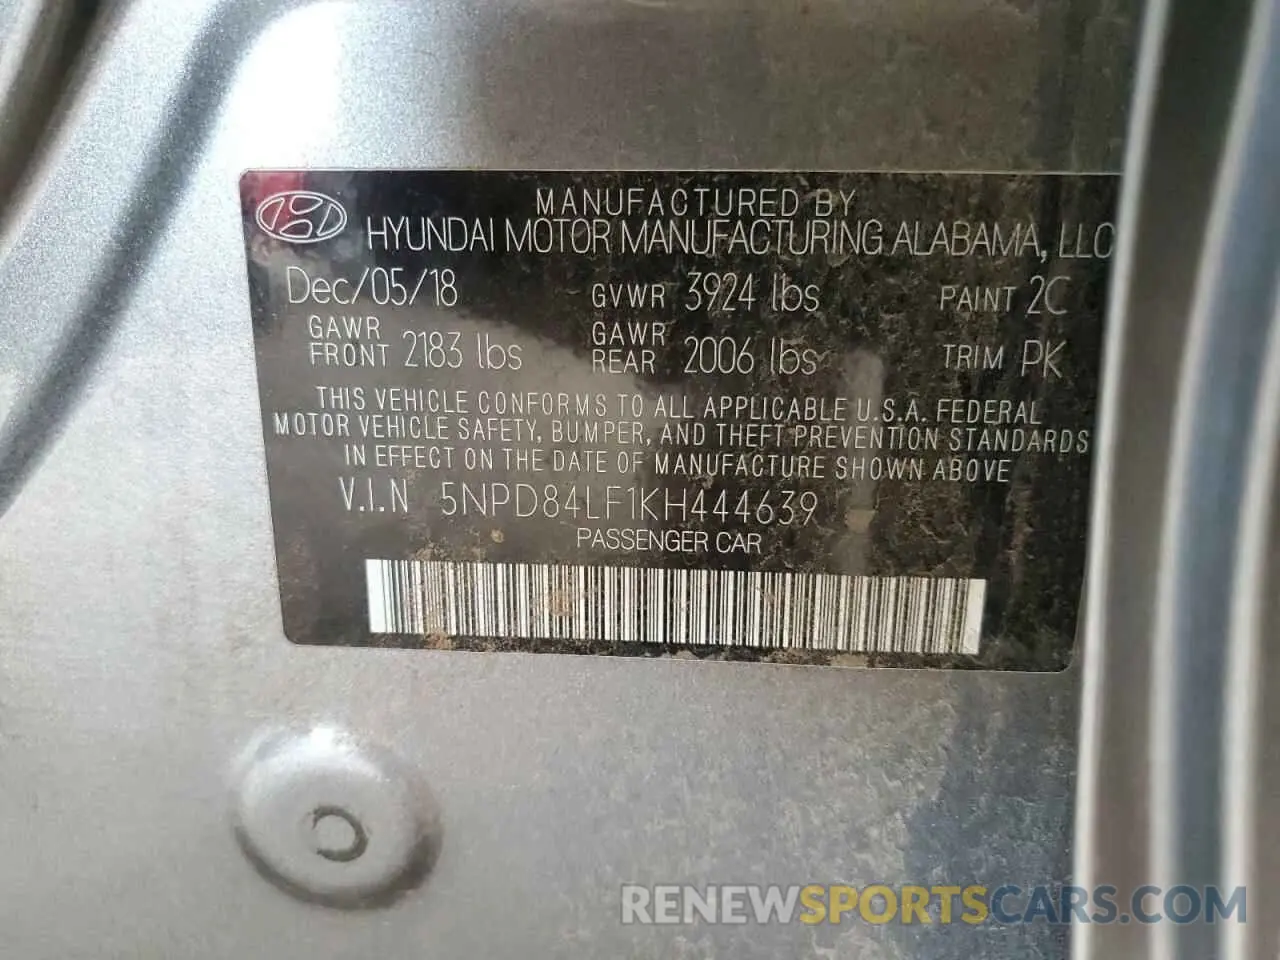 MANUFACTURED BY
HYUNDAI MOTOR MANUFACTURING ALABAMA, LLC
Dec/05/18 GVWR 3924 lbs PAINT 2C
GAWR FRONT 2183 lbs GAWR REAR 2006 lbs TRIM PK
THIS VEHICLE CONFORMS TO ALL APPLICABLE U.S.A. FEDERAL
MOTOR VEHICLE SAFETY, BUMPER, AND THEFT PREVENTION STANDARDS
IN EFFECT ON THE DATE OF MANUFACTURE SHOWN ABOVE
V.I.N 5NPD84LF1KH444639
PASSENGER CAR
RENEWSPORTSCARS.COM